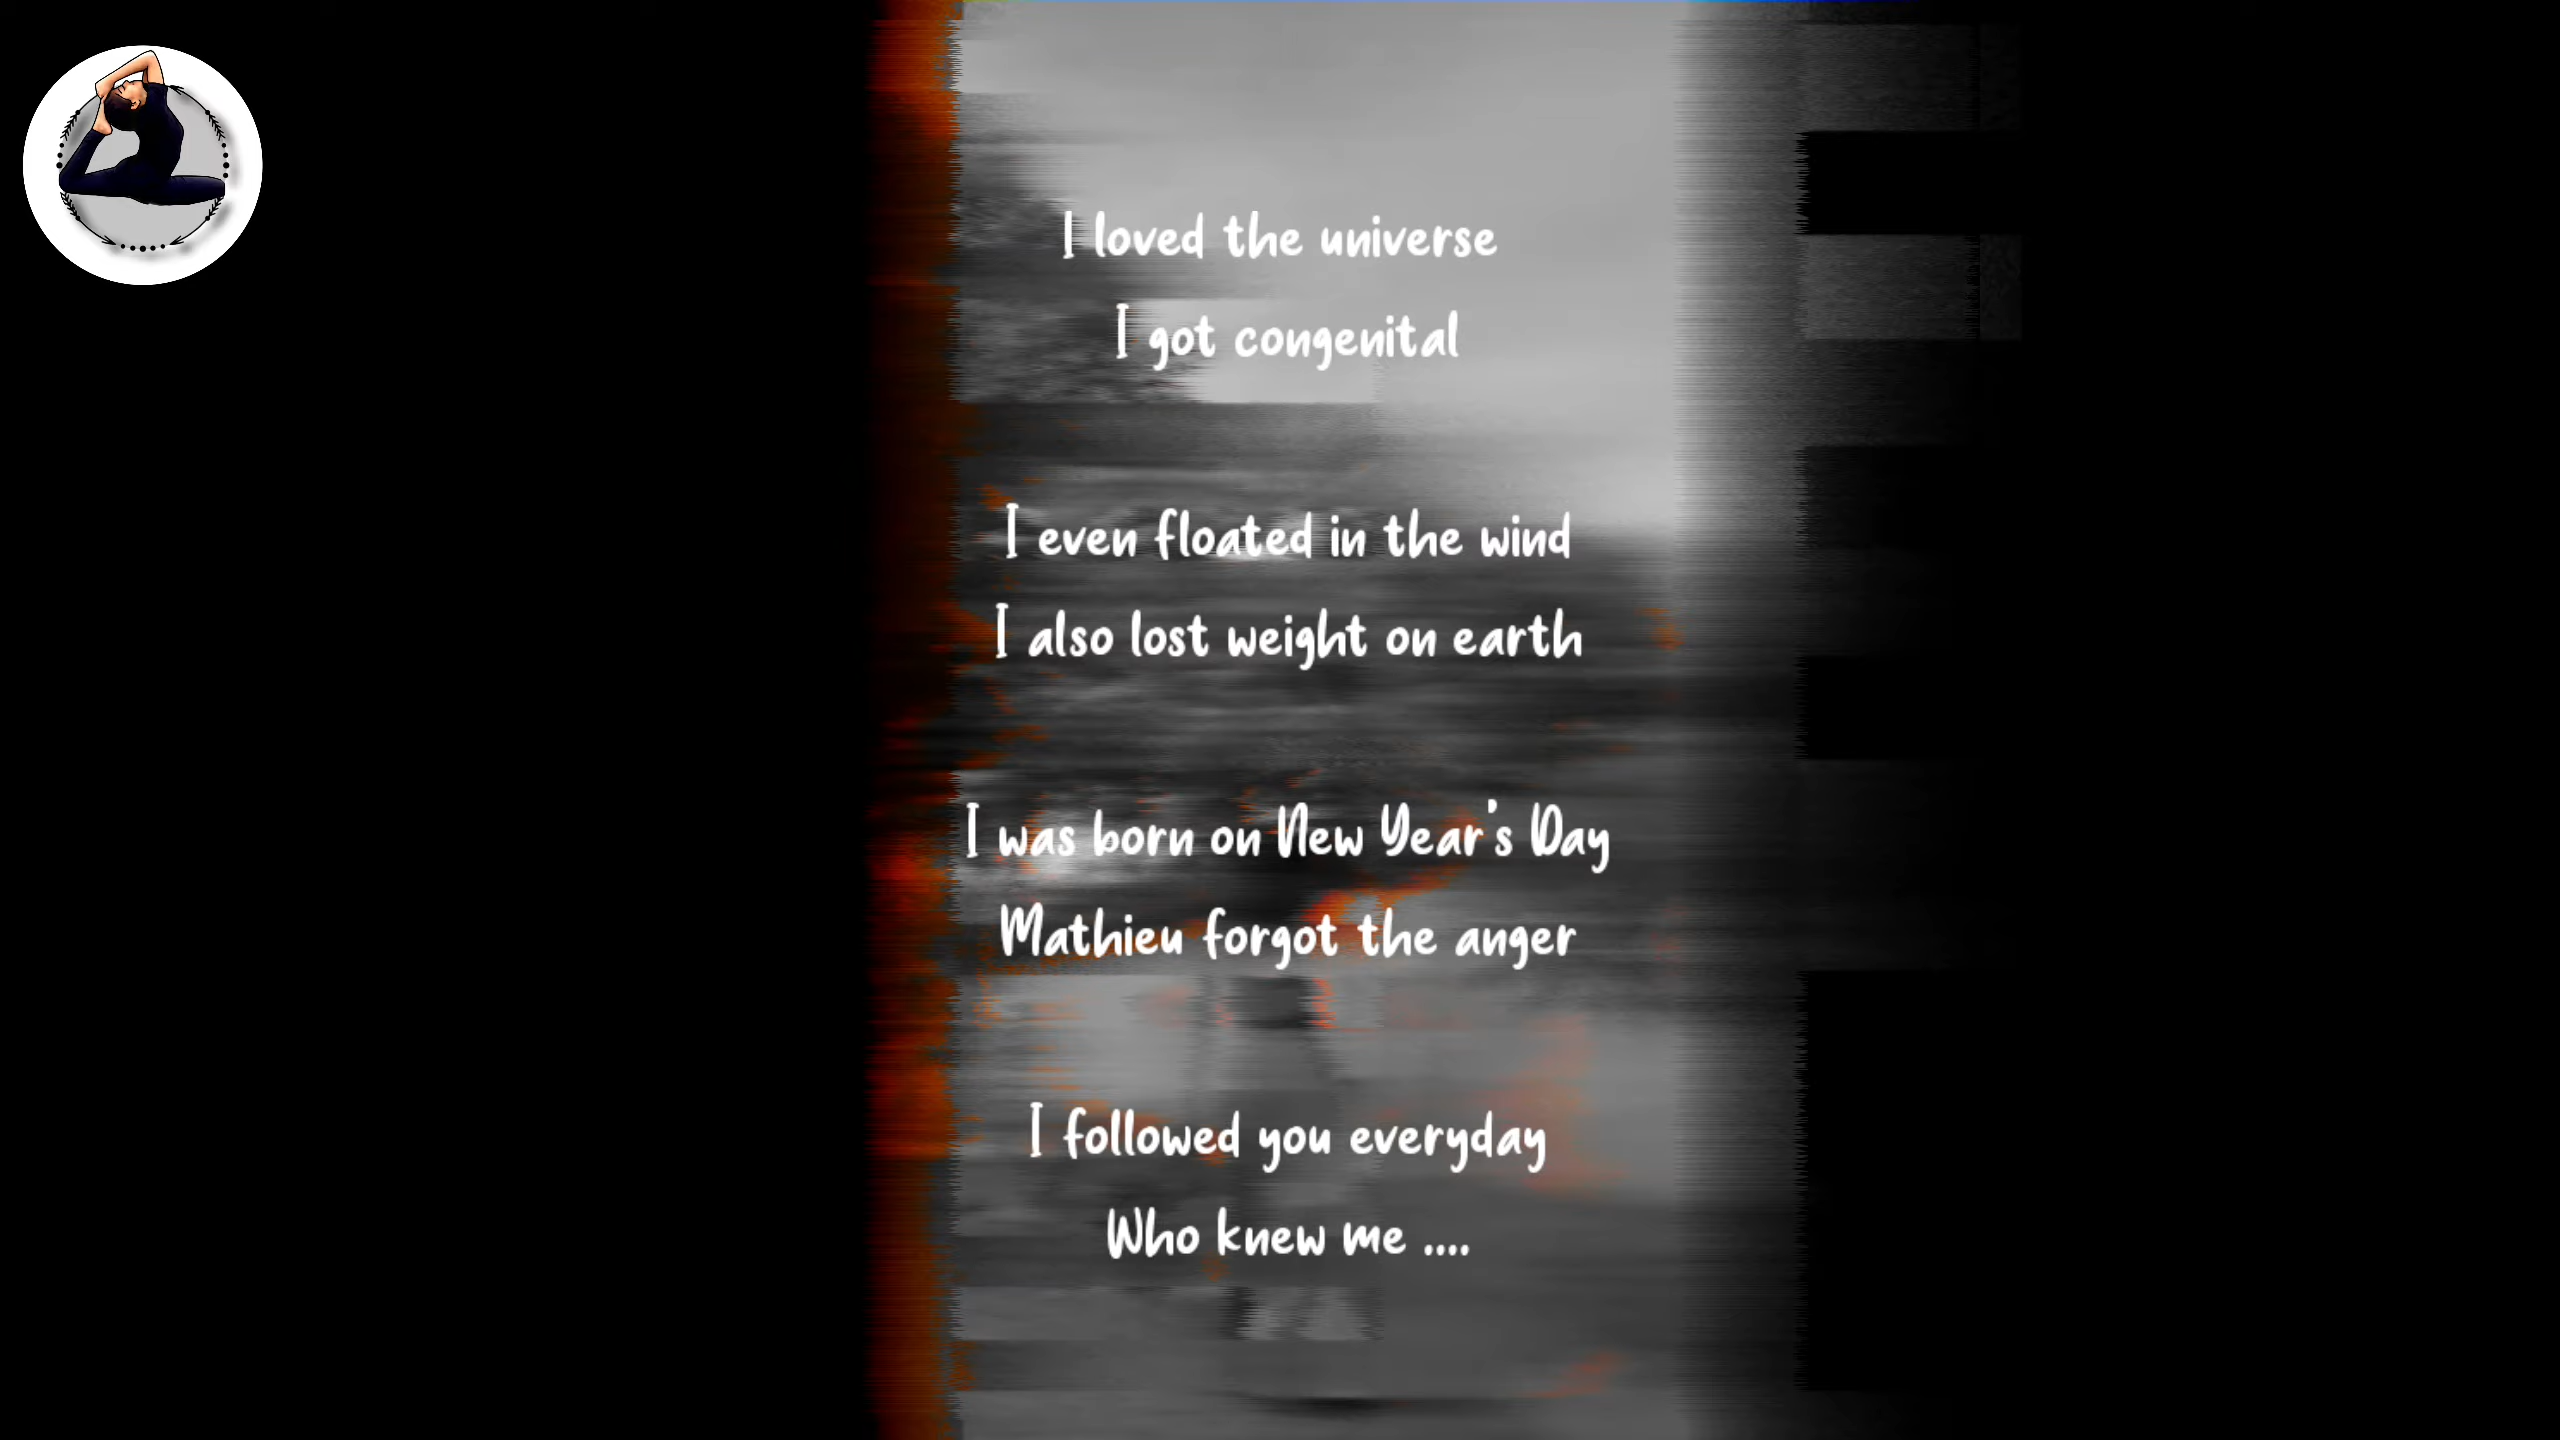 I loved the universe
I got congenital
I even floated in the wind
I also lost weight on earth
I was born on New Year's Day
Mathieu forgot the anger
I followed you everyday
Who knew me ....